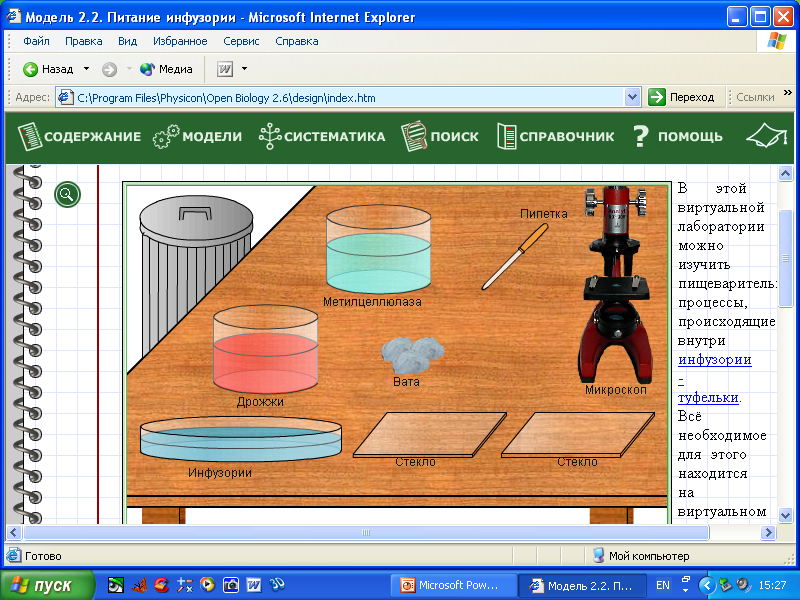 Модель 2.2. Питание инфузории - Microsoft Internet Explorer
Файл Правка Вид Избранное Сервис Справка
Назад Медиа
Адрес: C:\Program Files\Physicon\Open Biology 2.6\design\index.htm Переход Ссылки »
СОДЕРЖАНИЕ МОДЕЛИ СИСТЕМАТИКА ПОИСК СПРАВОЧНИК ? ПОМОЩЬ
Пипетка
Метилцеллюлаза
Вата
Микроскоп
Дрожжи
Стекло
Стекло
Инфузории
В этой
виртуальной
лаборатории
можно
изучить
пищеваритель
процессы,
происходящие
внутри
инфузории
-
туфельки.
Всё
необходимое
для этого
находится
на
виртуальном
Готово Мой компьютер
пуск Microsoft Pow... Модель 2.2. П... EN 15:27